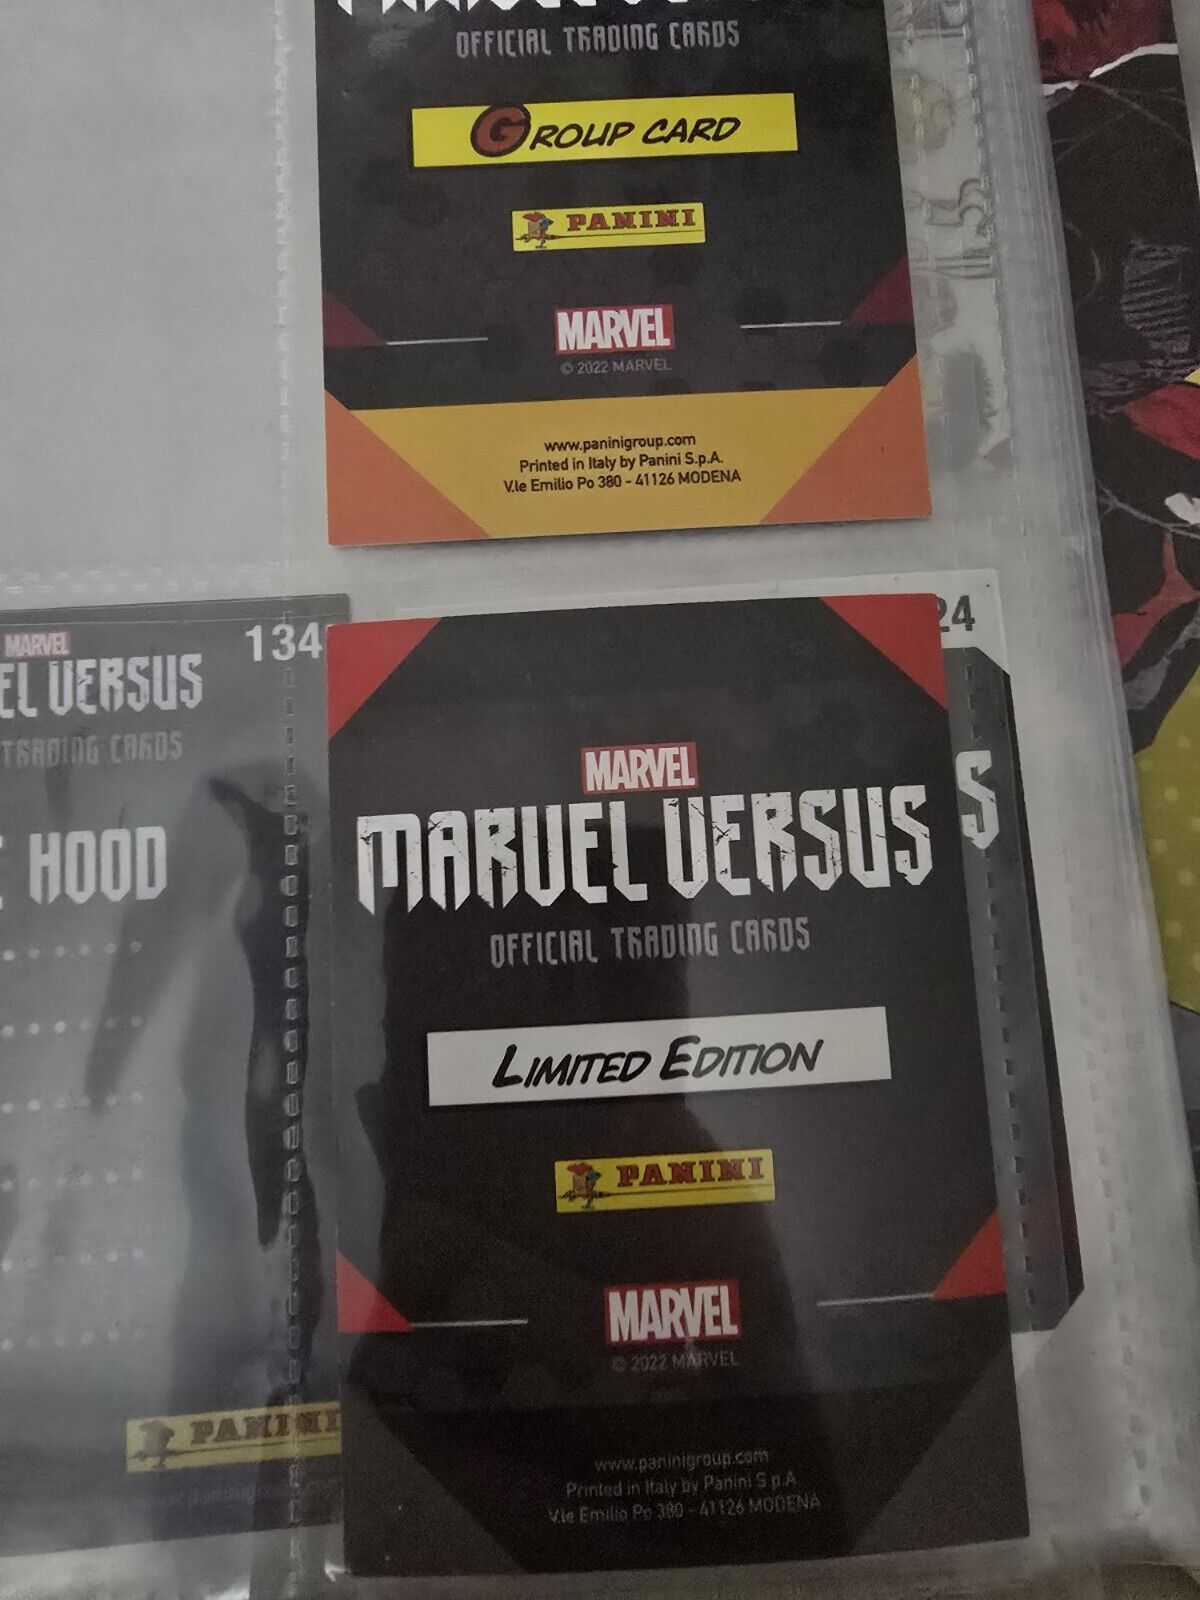 OFFICIAL TRADING CARDS
GROUP CARD
PANINI
MARVEL
© 2022 MARVEL
www.paninigroup.com
Printed in Italy by Panini S.p.A.
V.le Emilio Po 380 - 41126 MODENA
MARVEL
134
EL VERSUS
TRADING CARDS
HOOD
PANINI
24
S
MARVEL
MARVEL VERSUS
OFFICIAL TRADING CARDS
LIMITED EDITION
PANINI
MARVEL
© 2022 MARVEL
www.paninigroup.com
Printed in Italy by Panini S.p.A.
V.le Emilio Po 380 - 41126 MODENA